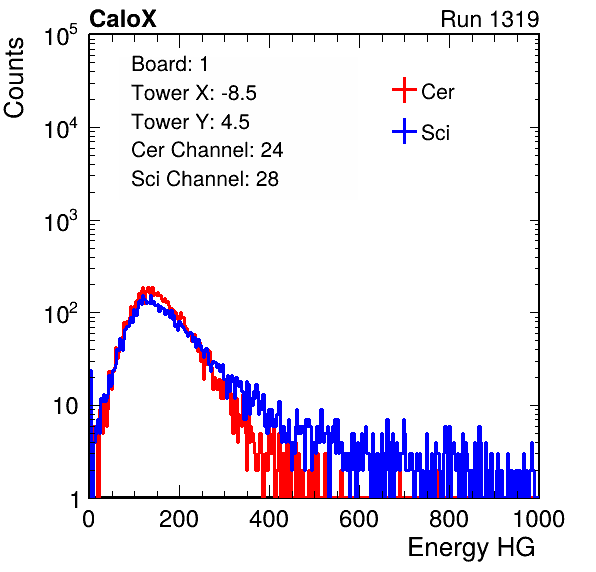 CaloX Run 1319
Counts
10^5
10^4
10^3
10^2
10
1
Board: 1
Tower X: -8.5
Tower Y: 4.5
Cer Channel: 24
Sci Channel: 28
Cer
Sci
0 200 400 600 800 1000
Energy HG